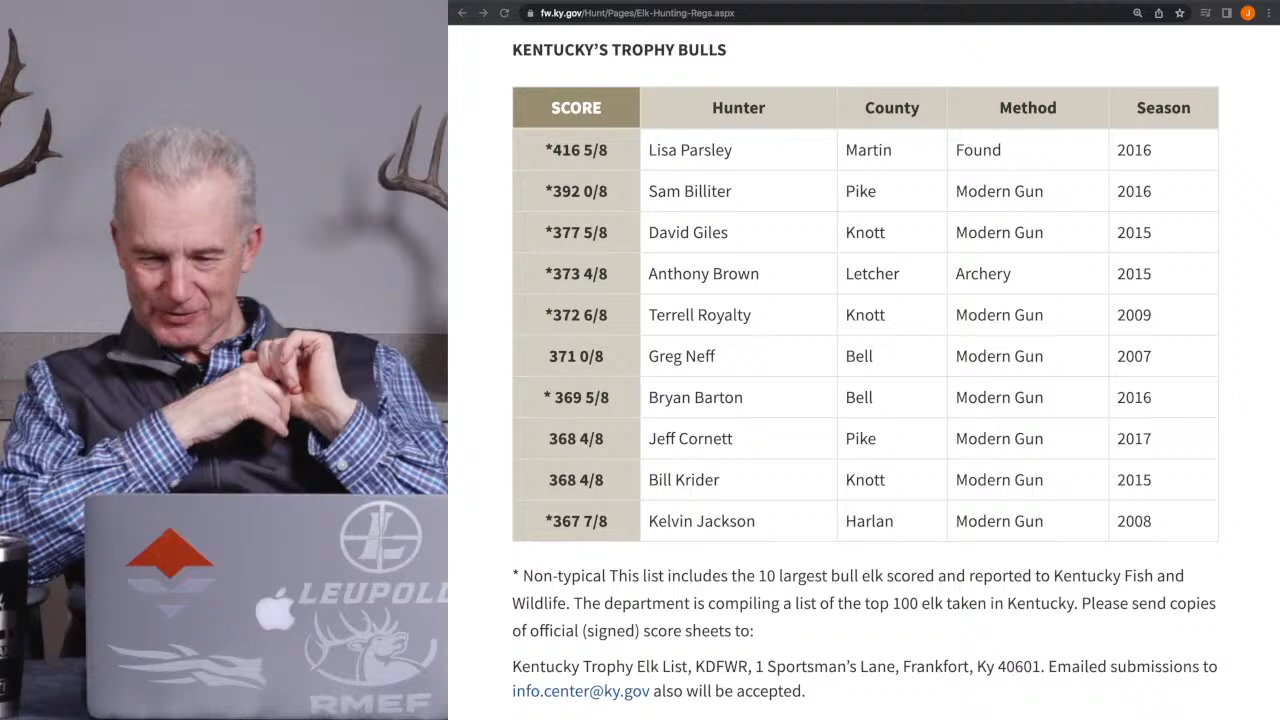 fw.ky.gov/Hunt/Pages/Elk-Hunting-Regs.aspx
J
KENTUCKY'S TROPHY BULLS
SCORE Hunter County Method Season
*416 5/8 Lisa Parsley Martin Found 2016
*392 0/8 Sam Billiter Pike Modern Gun 2016
*377 5/8 David Giles Knott Modern Gun 2015
*373 4/8 Anthony Brown Letcher Archery 2015
*372 6/8 Terrell Royalty Knott Modern Gun 2009
371 0/8 Greg Neff Bell Modern Gun 2007
* 369 5/8 Bryan Barton Bell Modern Gun 2016
368 4/8 Jeff Cornett Pike Modern Gun 2017
368 4/8 Bill Krider Knott Modern Gun 2015
*367 7/8 Kelvin Jackson Harlan Modern Gun 2008
* Non-typical This list includes the 10 largest bull elk scored and reported to Kentucky Fish and
Wildlife. The department is compiling a list of the top 100 elk taken in Kentucky. Please send copies
of official (signed) score sheets to:
Kentucky Trophy Elk List, KDFWR, 1 Sportsman's Lane, Frankfort, Ky 40601. Emailed submissions to
info.center@ky.gov also will be accepted.
L
LEUPOL
RMEF